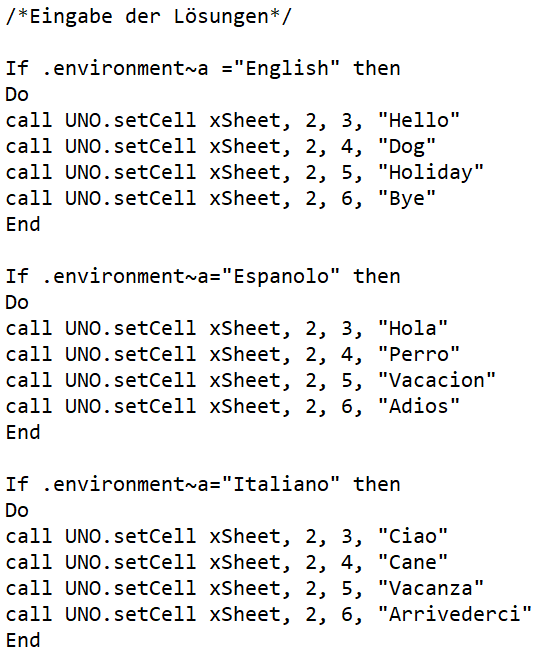 /*Eingabe der Lösungen*/
If .environment~a ="English" then
Do
call UNO.setCell xSheet, 2, 3, "Hello"
call UNO.setCell xSheet, 2, 4, "Dog"
call UNO.setCell xSheet, 2, 5, "Holiday"
call UNO.setCell xSheet, 2, 6, "Bye"
End
If .environment~a="Espanolo" then
Do
call UNO.setCell xSheet, 2, 3, "Hola"
call UNO.setCell xSheet, 2, 4, "Perro"
call UNO.setCell xSheet, 2, 5, "Vacacion"
call UNO.setCell xSheet, 2, 6, "Adios"
End
If .environment~a="Italiano" then
Do
call UNO.setCell xSheet, 2, 3, "Ciao"
call UNO.setCell xSheet, 2, 4, "Cane"
call UNO.setCell xSheet, 2, 5, "Vacanza"
call UNO.setCell xSheet, 2, 6, "Arrivederci"
End